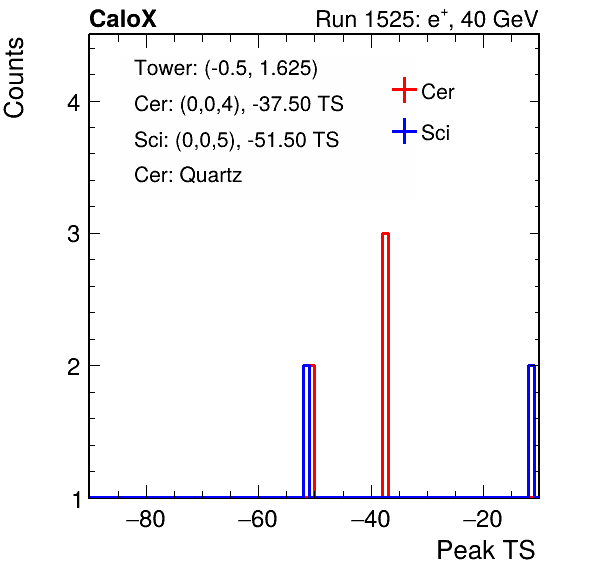 CaloX Run 1525: e⁺, 40 GeV
Counts
Tower: (-0.5, 1.625)
Cer: (0,0,4), -37.50 TS
Sci: (0,0,5), -51.50 TS
Cer: Quartz
Cer
Sci
4
3
2
1
−80 −60 −40 −20
Peak TS